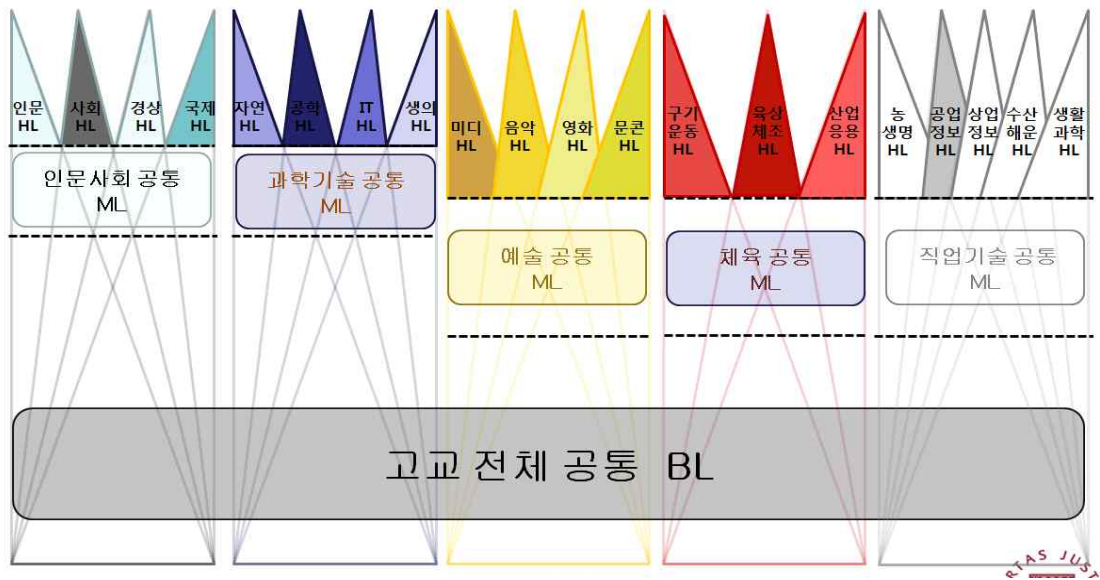 인문
HL
사회
HL
경상
HL
국제
HL
자연
HL
공학
HL
IT
HL
생의
HL
미디
HL
음악
HL
영화
HL
문콘
HL
구기
운동
HL
육상
체조
HL
산업
응용
HL
농
생명
HL
공업
정보
HL
상업
정보
HL
수산
해운
HL
생활
과학
HL
인문사회 공통
ML
과학기술 공통
ML
예술 공통
ML
체육 공통
ML
직업기술 공통
ML
고교 전체 공통 BL